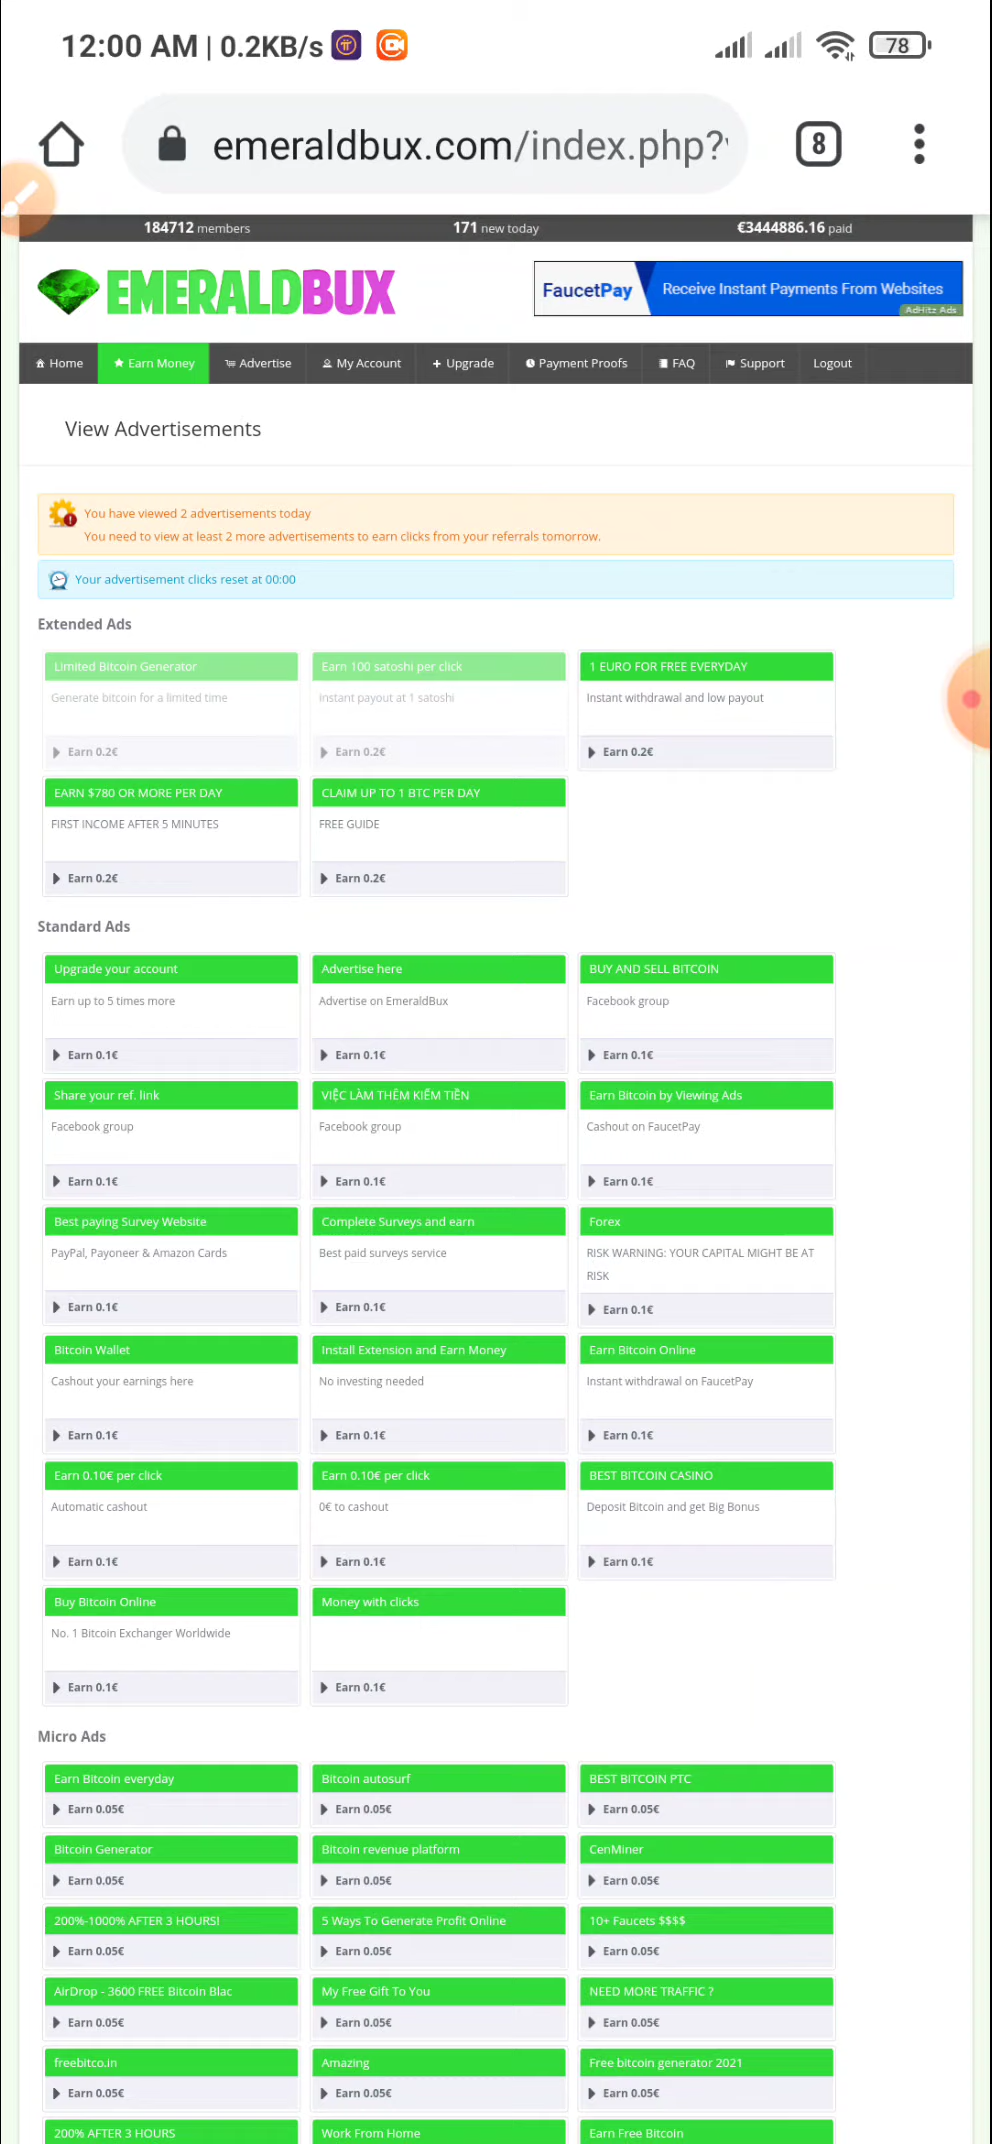 12:00 AM | 0.2KB/s
78
emeraldbux.com/index.php?
8
184712 members 171 new today €3444886.16 paid
EMERALDBUX
FaucetPay Receive Instant Payments From Websites
AdHitz Ads
Home Earn Money Advertise My Account Upgrade Payment Proofs FAQ Support Logout
View Advertisements
You have viewed 2 advertisements today
You need to view at least 2 more advertisements to earn clicks from your referrals tomorrow.
Your advertisement clicks reset at 00:00
Extended Ads
Limited Bitcoin Generator Earn 100 satoshi per click 1 EURO FOR FREE EVERYDAY
Generate bitcoin for a limited time instant payout at 1 satoshi Instant withdrawal and low payout
Earn 0.2€ Earn 0.2€ Earn 0.2€
EARN $780 OR MORE PER DAY CLAIM UP TO 1 BTC PER DAY
FIRST INCOME AFTER 5 MINUTES FREE GUIDE
Earn 0.2€ Earn 0.2€
Standard Ads
Upgrade your account Advertise here BUY AND SELL BITCOIN
Earn up to 5 times more Advertise on EmeraldBux Facebook group
Earn 0.1€ Earn 0.1€ Earn 0.1€
Share your ref. link VIỆC LÀM THÊM KIẾM TIỀN Earn Bitcoin by Viewing Ads
Facebook group Facebook group Cashout on FaucetPay
Earn 0.1€ Earn 0.1€ Earn 0.1€
Best paying Survey Website Complete Surveys and earn Forex
PayPal, Payoneer & Amazon Cards Best paid surveys service RISK WARNING: YOUR CAPITAL MIGHT BE AT
RISK
Earn 0.1€ Earn 0.1€ Earn 0.1€
Bitcoin Wallet Install Extension and Earn Money Earn Bitcoin Online
Cashout your earnings here No investing needed Instant withdrawal on FaucetPay
Earn 0.1€ Earn 0.1€ Earn 0.1€
Earn 0.10€ per click Earn 0.10€ per click BEST BITCOIN CASINO
Automatic cashout 0€ to cashout Deposit Bitcoin and get Big Bonus
Earn 0.1€ Earn 0.1€ Earn 0.1€
Buy Bitcoin Online Money with clicks
No. 1 Bitcoin Exchanger Worldwide
Earn 0.1€ Earn 0.1€
Micro Ads
Earn Bitcoin everyday Bitcoin autosurf BEST BITCOIN PTC
Earn 0.05€ Earn 0.05€ Earn 0.05€
Bitcoin Generator Bitcoin revenue platform CenMiner
Earn 0.05€ Earn 0.05€ Earn 0.05€
200%-1000% AFTER 3 HOURS! 5 Ways To Generate Profit Online 10+ Faucets $$$$
Earn 0.05€ Earn 0.05€ Earn 0.05€
AirDrop - 3600 FREE Bitcoin Blac My Free Gift To You NEED MORE TRAFFIC ?
Earn 0.05€ Earn 0.05€ Earn 0.05€
freebitco.in Amazing Free bitcoin generator 2021
Earn 0.05€ Earn 0.05€ Earn 0.05€
200% AFTER 3 HOURS Work From Home Earn Free Bitcoin